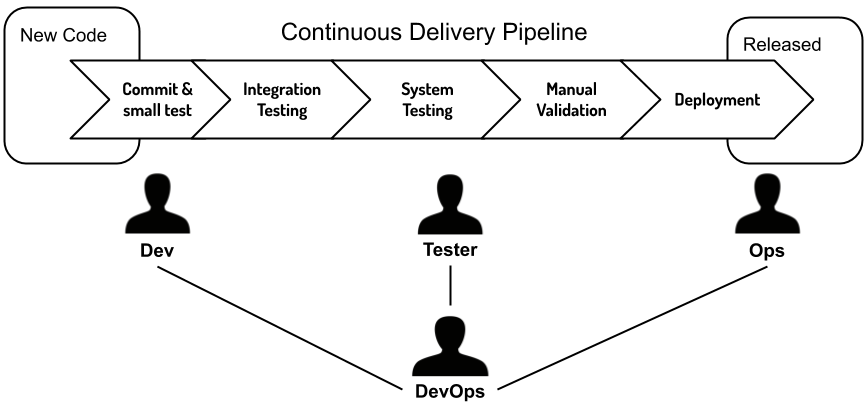 Continuous Delivery Pipeline
New Code
Released
Commit &
small test
Integration
Testing
System
Testing
Manual
Validation
Deployment
Dev
Tester
Ops
DevOps